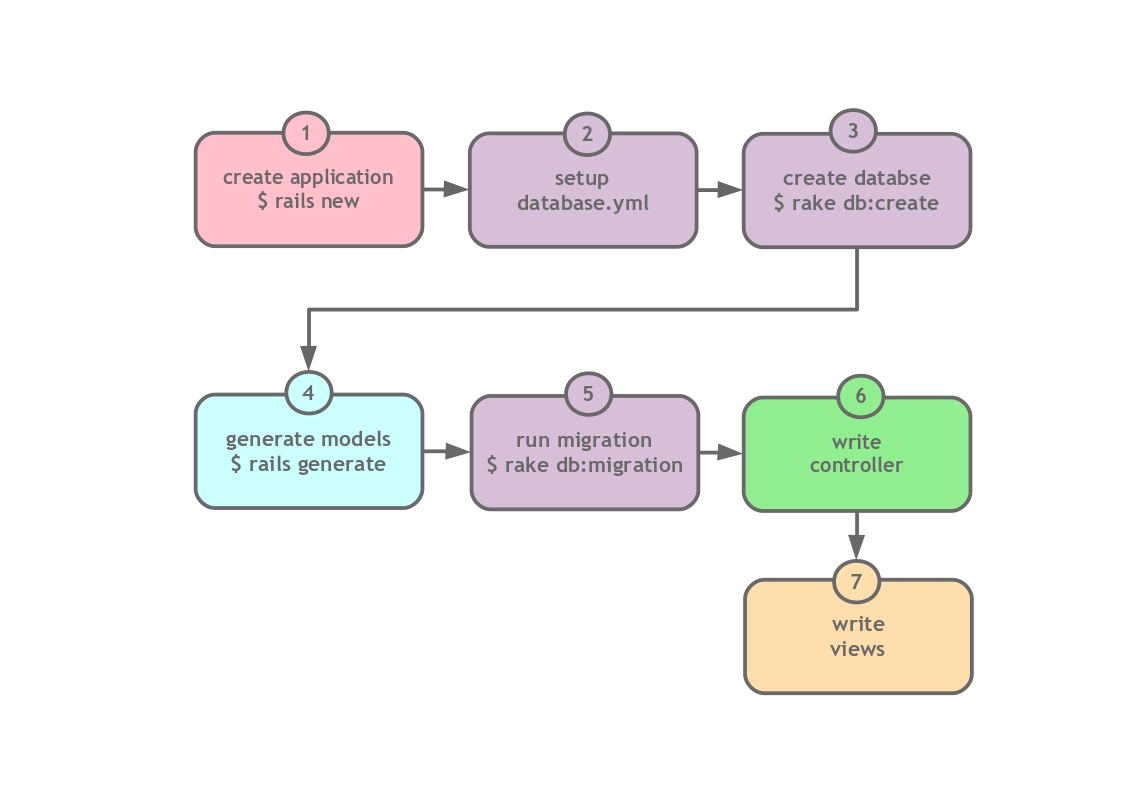 1
create application
$ rails new
2
setup
database.yml
3
create databse
$ rake db:create
4
generate models
$ rails generate
5
run migration
$ rake db:migration
6
write
controller
7
write
views